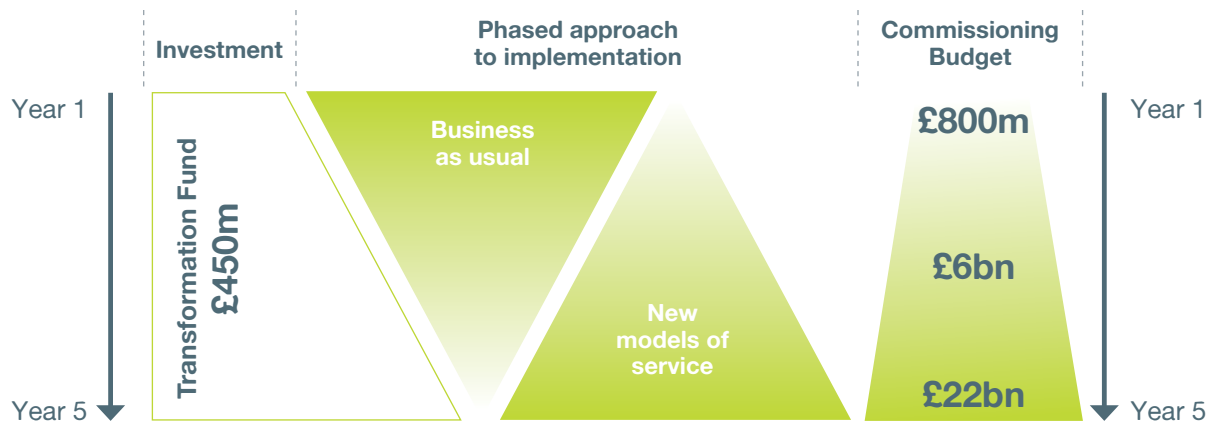 Investment
Phased approach
to implementation
Commissioning
Budget
Year 1
Year 5
Transformation Fund
£450m
Business
as usual
New
models of
service
£800m
£6bn
£22bn
Year 1
Year 5